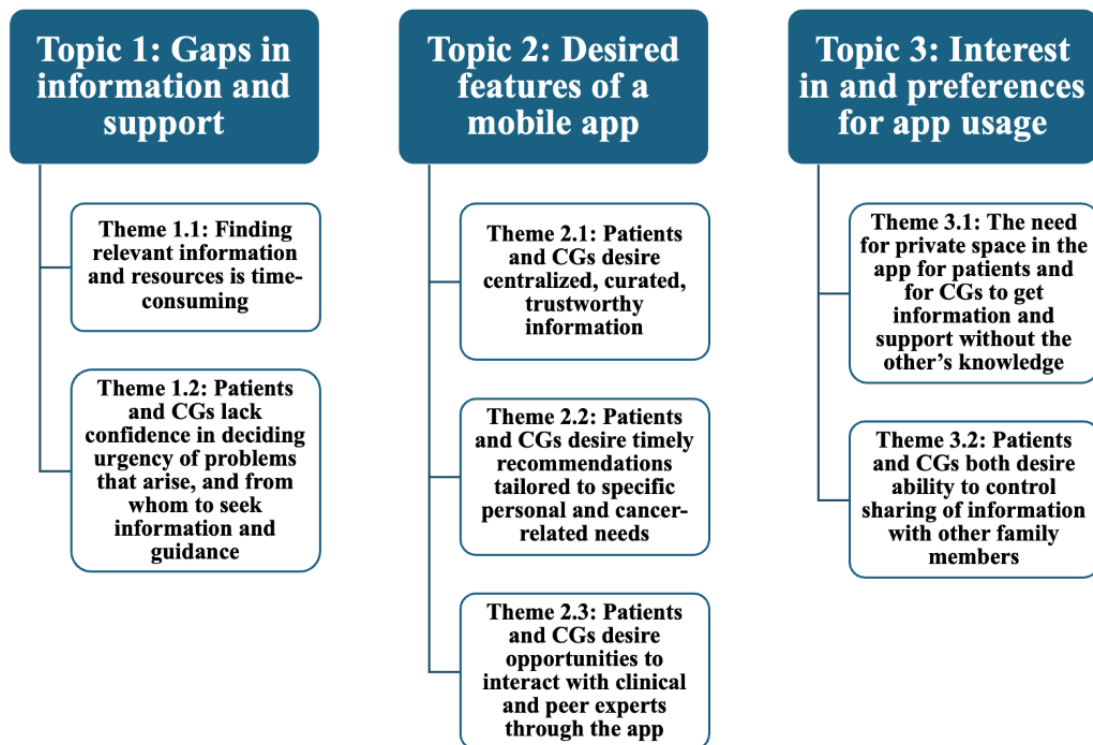 Topic 1: Gaps in
information and
support
Theme 1.1: Finding
relevant information
and resources is time-
consuming
Theme 1.2: Patients
and CGs lack
confidence in deciding
urgency of problems
that arise, and from
whom to seek
information and
guidance
Topic 2: Desired
features of a
mobile app
Theme 2.1: Patients
and CGs desire
centralized, curated,
trustworthy
information
Theme 2.2: Patients
and CGs desire timely
recommendations
tailored to specific
personal and cancer-
related needs
Theme 2.3: Patients
and CGs desire
opportunities to
interact with clinical
and peer experts
through the app
Topic 3: Interest
in and preferences
for app usage
Theme 3.1: The need
for private space in the
app for patients and
for CGs to get
information and
support without the
other’s knowledge
Theme 3.2: Patients
and CGs both desire
ability to control
sharing of information
with other family
members